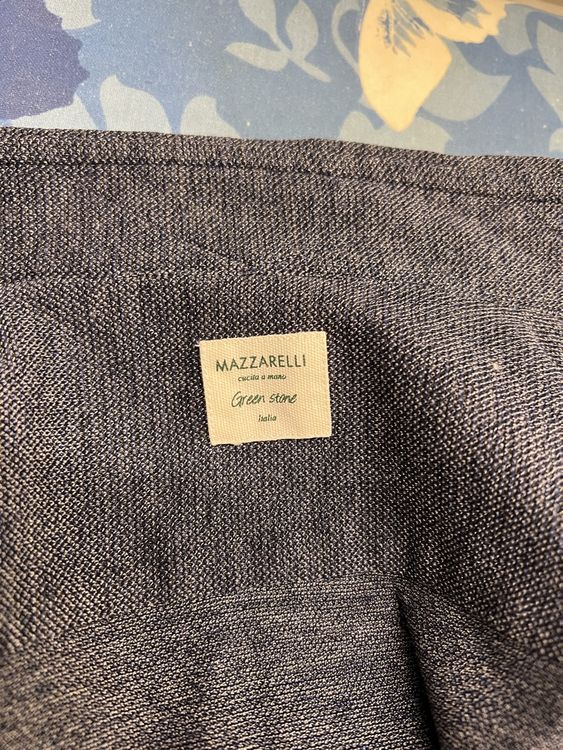 MAZZARELLI
cucita a mano
Green stone
Italia